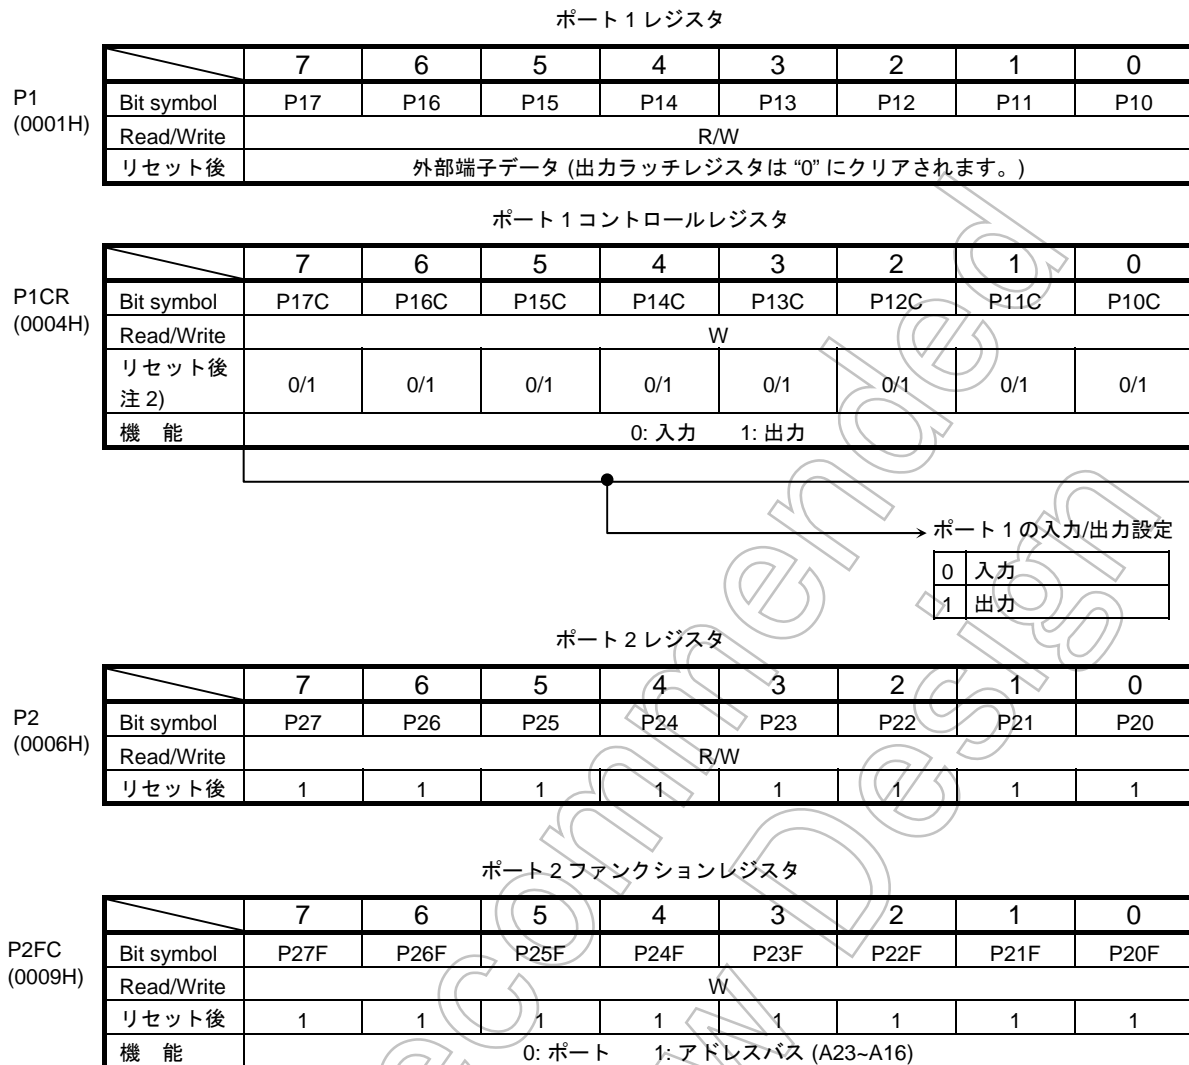 ポート 1 レジスタ
7 6 5 4 3 2 1 0
P1
(0001H)
Bit symbol P17 P16 P15 P14 P13 P12 P11 P10
Read/Write R/W
リセット後 外部端子データ (出力ラッチレジスタは “0” にクリアされます。)
ポート 1 コントロールレジスタ
7 6 5 4 3 2 1 0
P1CR
(0004H)
Bit symbol P17C P16C P15C P14C P13C P12C P11C P10C
Read/Write W
リセット後
注 2)
0/1 0/1 0/1 0/1 0/1 0/1 0/1 0/1
機 能 0: 入力 1: 出力
ポート 1 の入力/出力設定
0 入力
1 出力
ポート 2 レジスタ
7 6 5 4 3 2 1 0
P2
(0006H)
Bit symbol P27 P26 P25 P24 P23 P22 P21 P20
Read/Write R/W
リセット後 1 1 1 1 1 1 1 1
ポート 2 ファンクションレジスタ
7 6 5 4 3 2 1 0
P2FC
(0009H)
Bit symbol P27F P26F P25F P24F P23F P22F P21F P20F
Read/Write W
リセット後 1 1 1 1 1 1 1 1
機 能 0: ポート 1: アドレスバス (A23~A16)